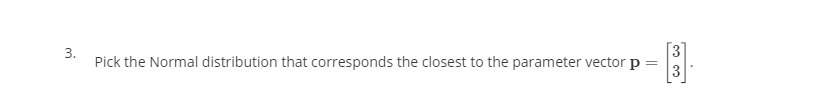 3.
Pick the Normal distribution that corresponds the closest to the parameter vector p = [3 3].